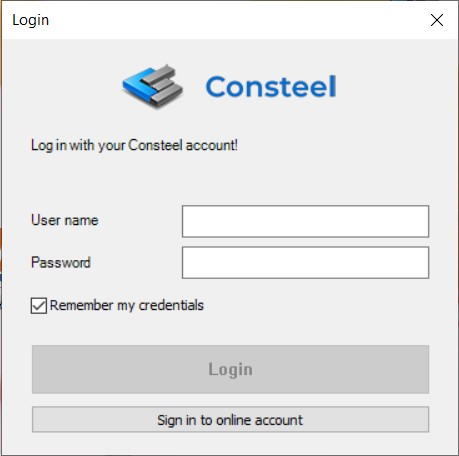 Login
Consteel
Log in with your Consteel account!
User name
Password
Remember my credentials
Login
Sign in to online account